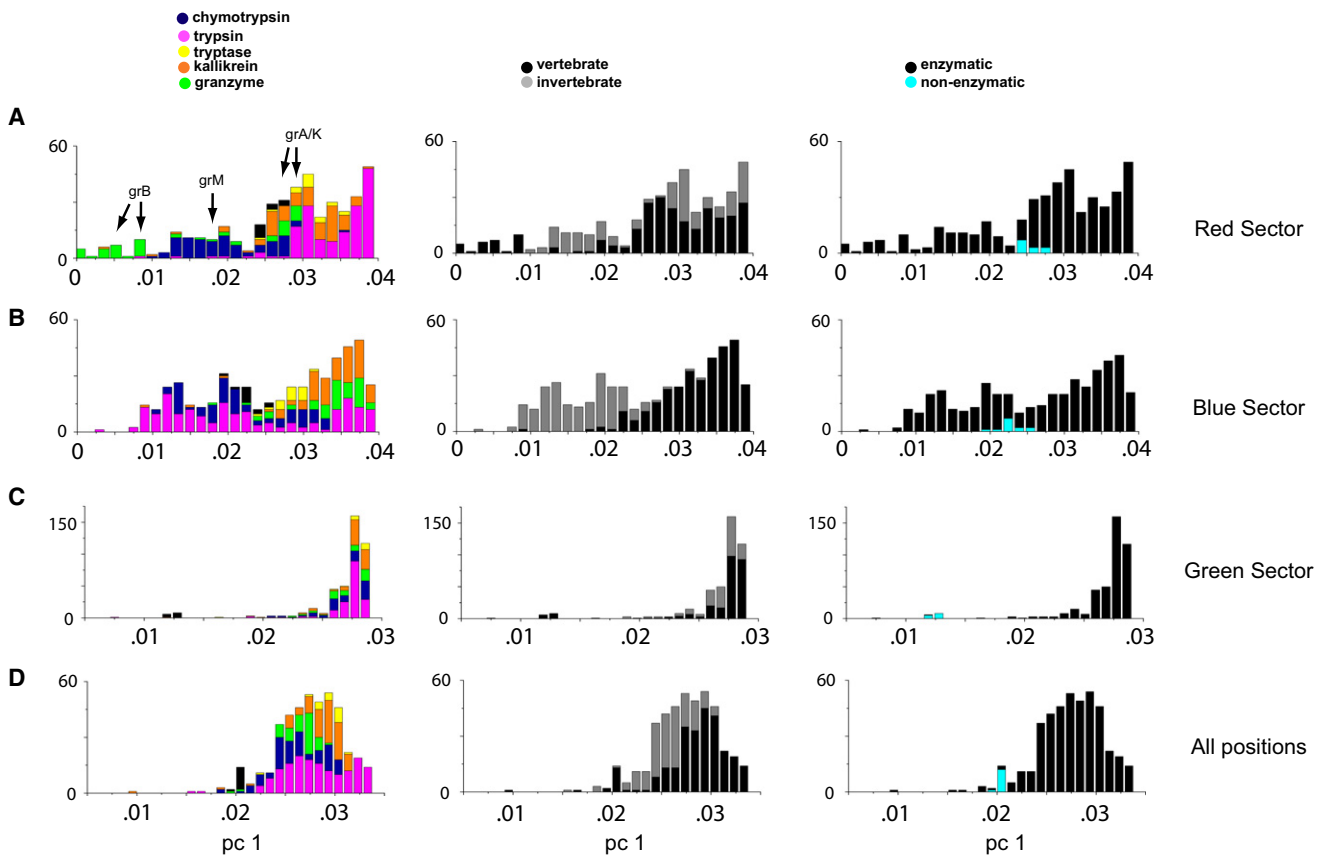 chymotrypsin
trypsin
tryptase
kallikrein
granzyme
vertebrate
invertebrate
enzymatic
non-enzymatic
A
60
0
grB
grM
grA/K
0 .01 .02 .03 .04
60
0
0 .01 .02 .03 .04
60
0
0 .01 .02 .03 .04
Red Sector
B
60
0
0 .01 .02 .03 .04
60
0
0 .01 .02 .03 .04
60
0
0 .01 .02 .03 .04
Blue Sector
C
150
0
.01 .02 .03
150
0
.01 .02 .03
150
0
.01 .02 .03
Green Sector
D
60
0
.01 .02 .03
pc 1
60
0
.01 .02 .03
pc 1
60
0
.01 .02 .03
pc 1
All positions